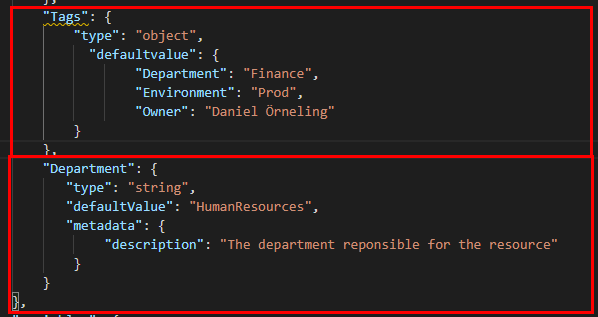 "Tags": {
"type": "object",
"defaultvalue": {
"Department": "Finance",
"Environment": "Prod",
"Owner": "Daniel Örneling"
}
},
"Department": {
"type": "string",
"defaultValue": "HumanResources",
"metadata": {
"description": "The department reponsible for the resource"
}
}
},